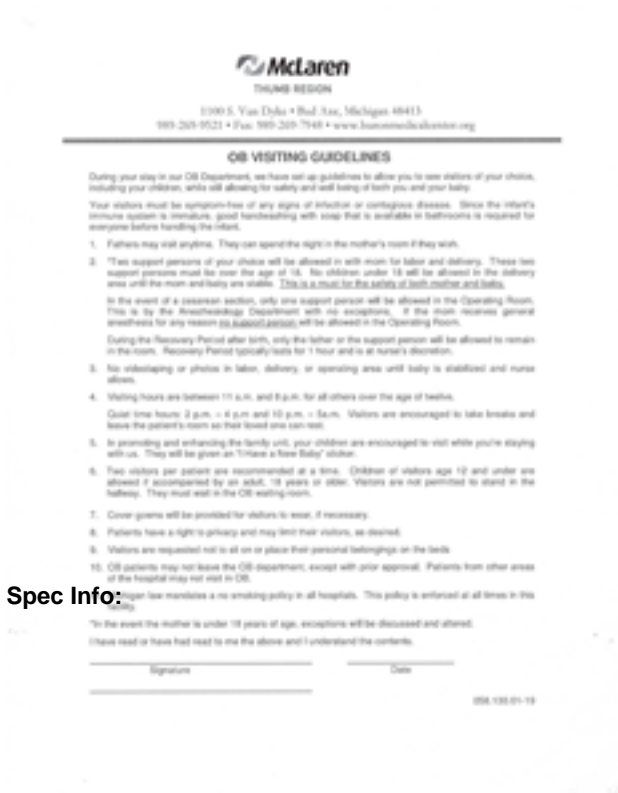 McLaren
THUMB REGION
1100 S. Van Dyke • Bad Axe, Michigan 48413
989-269-9521 • Fax: 989-269-7948 • www.huronmedicalcenter.org
OB VISITING GUIDELINES
During your stay in our OB Department, we have set up guidelines to allow you to see visitors of your choice,
including your children, while still allowing for safety and well being of both you and your baby.
Your visitors must be symptom-free of any signs of infection or contagious disease. Since the infant's
immune system is immature, good handwashing with soap that is available in bathrooms is required for
everyone before handling the infant.
1. Fathers may visit anytime. They can spend the night in the mother's room if they wish.
2. *Two support persons of your choice will be allowed in with mom for labor and delivery. These two
support persons must be over the age of 18. No children under 18 will be allowed in the delivery
area until the mom and baby are stable. This is a must for the safety of both mother and baby.
In the event of a cesarean section, only one support person will be allowed in the Operating Room.
This is by the Anesthesiology Department with no exceptions. If the mom receives general
anesthesia for any reason no support person will be allowed in the Operating Room.
During the Recovery Period after birth, only the father or the support person will be allowed to remain
in the room. Recovery Period typically lasts for 1 hour and is at nurse's discretion.
3. No videotaping or photos in labor, delivery, or operating area until baby is stabilized and nurse
allows.
4. Visiting hours are between 11 a.m. and 8 p.m. for all others over the age of twelve.
Quiet time hours: 2 p.m. – 4 p.m and 10 p.m. – 5a.m. Visitors are encouraged to take breaks and
leave the patient's room so their loved one can rest.
5. In promoting and enhancing the family unit, your children are encouraged to visit while you're staying
with us. They will be given an "I Have a New Baby" sticker.
6. Two visitors per patient are recommended at a time. Children of visitors age 12 and under are
allowed if accompanied by an adult, 18 years or older. Visitors are not permitted to stand in the
hallway. They must wait in the OB waiting room.
7. Cover gowns will be provided for visitors to wear, if necessary.
8. Patients have a right to privacy and may limit their visitors, as desired.
9. Visitors are requested not to sit on or place their personal belongings on the beds
10. OB patients may not leave the OB department, except with prior approval. Patients from other areas
of the hospital may not visit in OB.
Spec Info:
law mandates a no smoking policy in all hospitals. This policy is enforced at all times in this
facility.
*In the event the mother is under 18 years of age, exceptions will be discussed and altered.
I have read or have had read to me the above and I understand the contents.
Signature Date